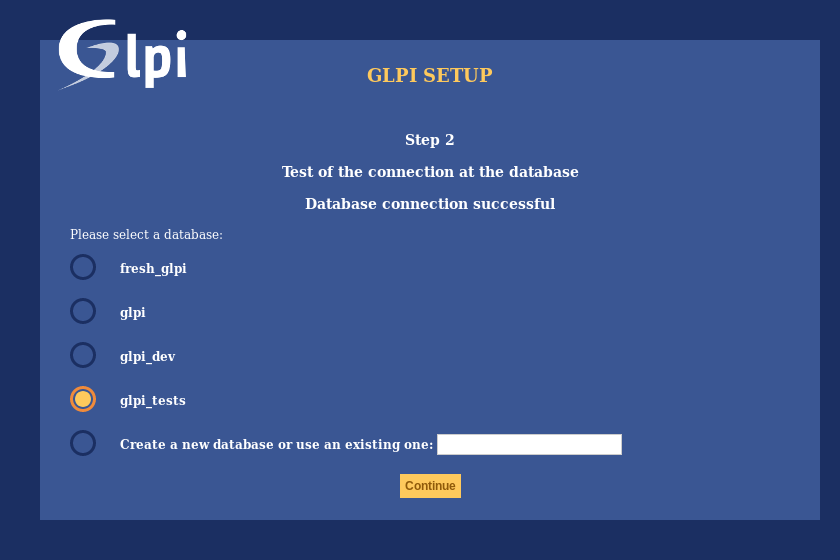 Glpi
GLPI SETUP
Step 2
Test of the connection at the database
Database connection successful
Please select a database:
fresh_glpi
glpi
glpi_dev
glpi_tests
Create a new database or use an existing one:
Continue